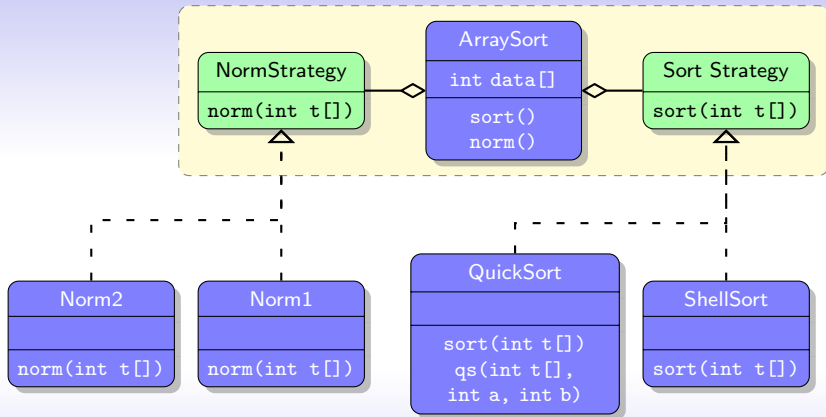 NormStrategy
norm(int t[])
ArraySort
int data[]
sort()
norm()
Sort Strategy
sort(int t[])
Norm2
norm(int t[])
Norm1
norm(int t[])
QuickSort
sort(int t[])
qs(int t[],
int a, int b)
ShellSort
sort(int t[])